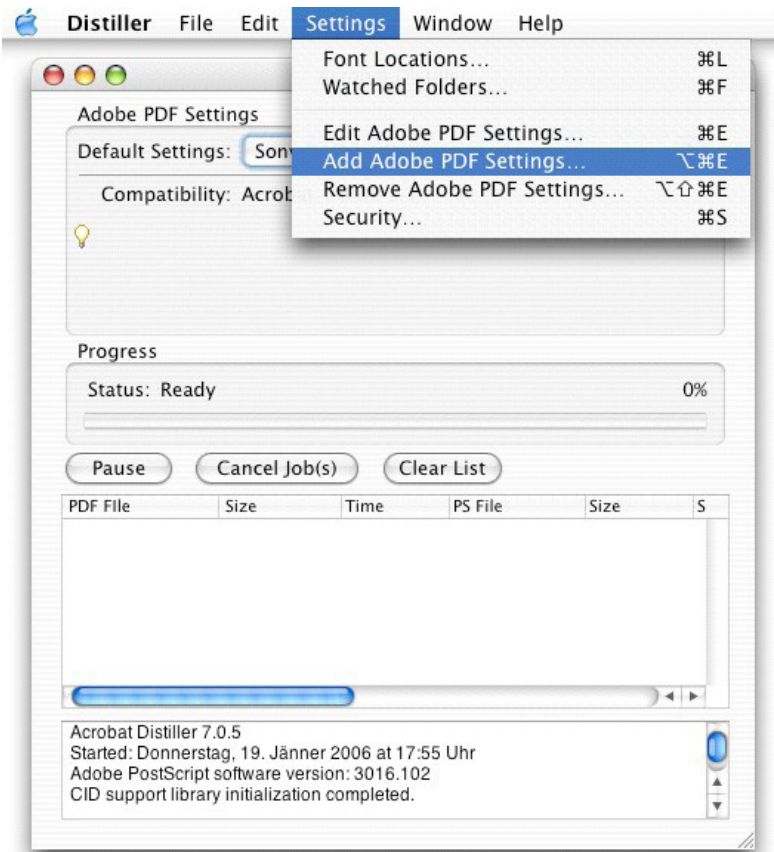 Distiller File Edit Settings Window Help
Font Locations... ⌘L
Watched Folders... ⌘F
Edit Adobe PDF Settings... ⌘E
Add Adobe PDF Settings... ⌥⌘E
Remove Adobe PDF Settings... ⌥⇧⌘E
Security... ⌘S
Adobe PDF Settings
Default Settings: Sony
Compatibility: Acrob
Progress
Status: Ready 0%
Pause Cancel Job(s) Clear List
PDF FIle Size Time PS File Size S
Acrobat Distiller 7.0.5
Started: Donnerstag, 19. Jänner 2006 at 17:55 Uhr
Adobe PostScript software version: 3016.102
CID support library initialization completed.